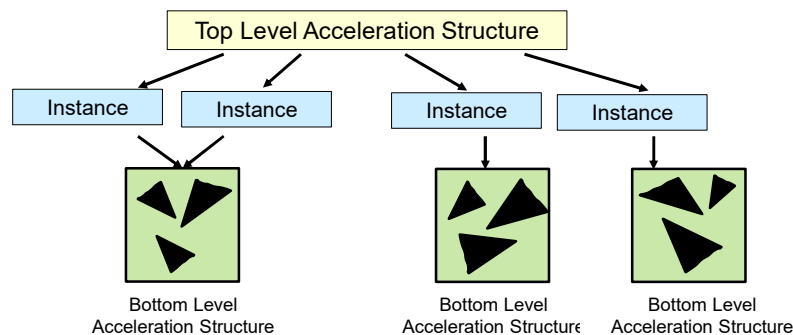 Top Level Acceleration Structure
Instance
Instance
Instance
Instance
Bottom Level
Acceleration Structure
Bottom Level
Acceleration Structure
Bottom Level
Acceleration Structure